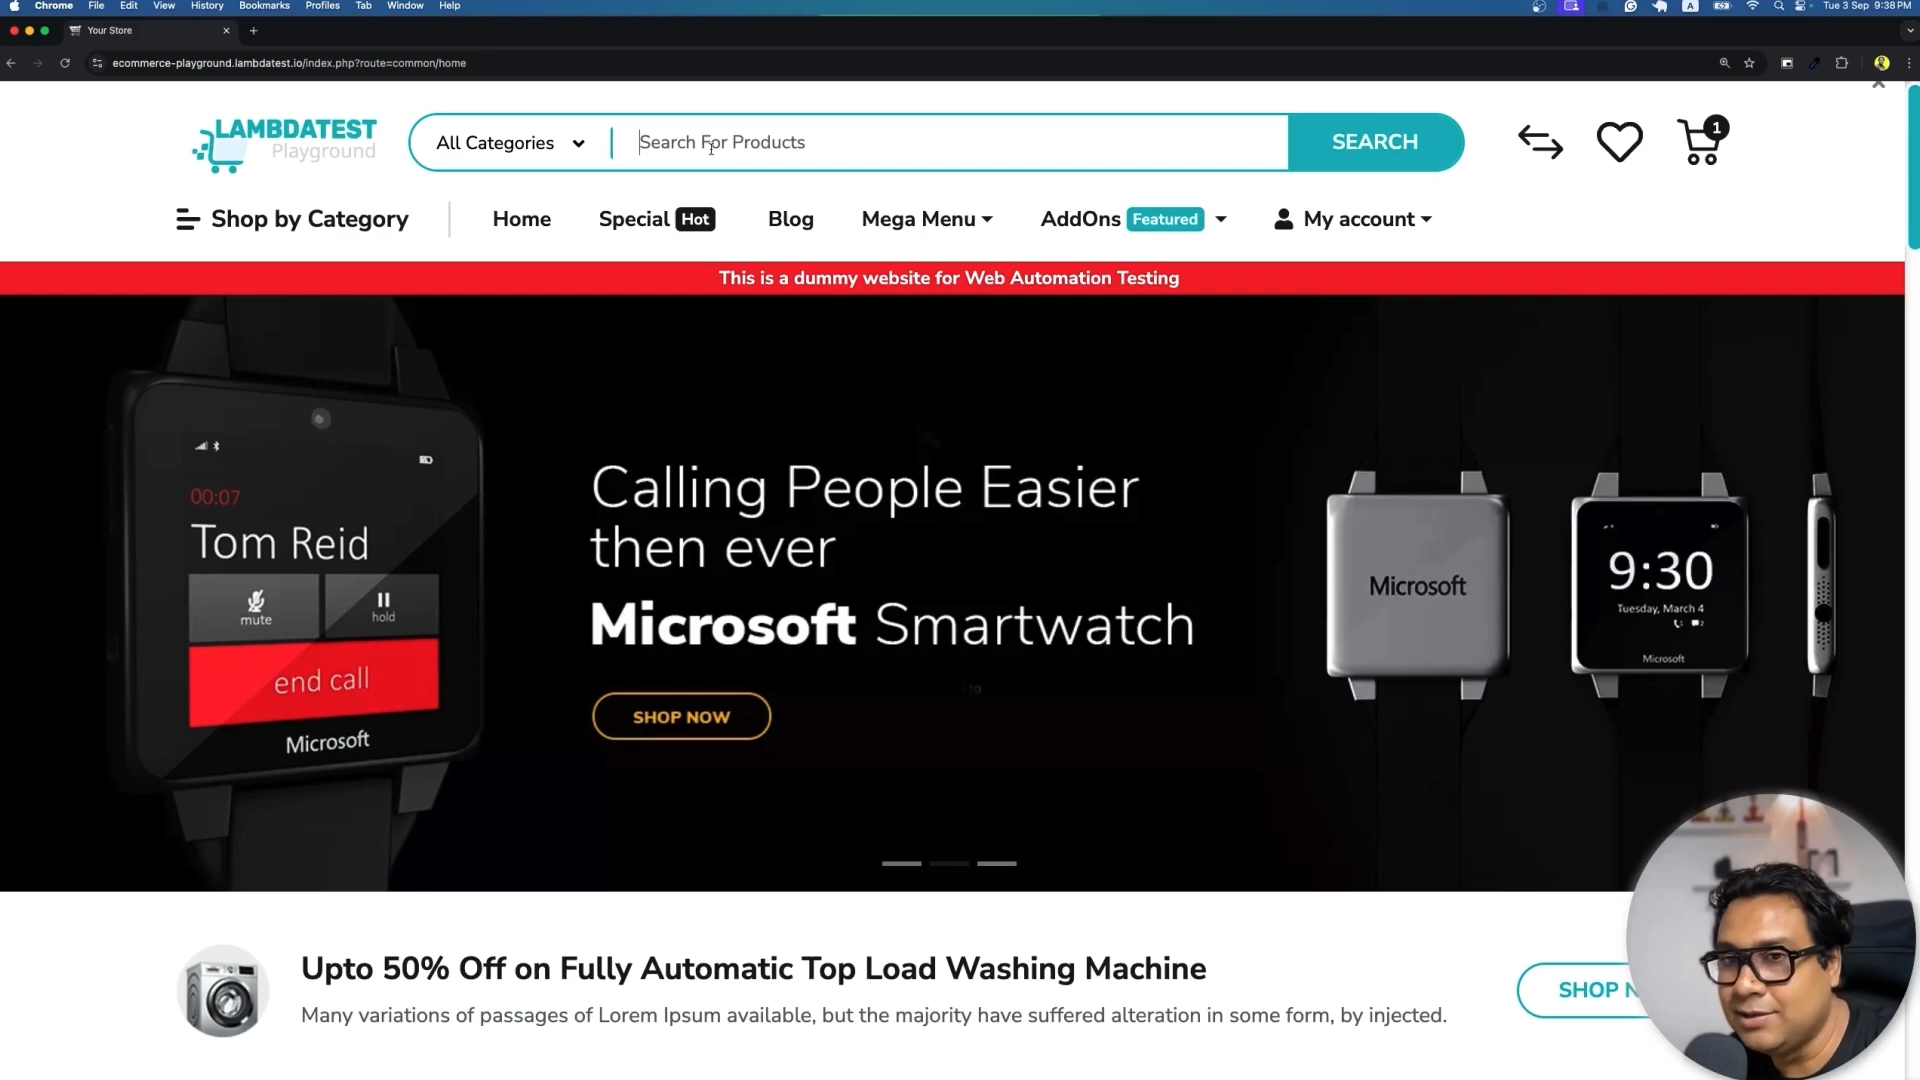 Chrome File Edit View History Bookmarks Profiles Tab Window Help
Tue 3 Sep 9:38 PM
Your Store
ecommerce-playground.lambdatest.io/index.php?route=common/home
LAMBDATEST
Playground
All Categories
Search For Products
SEARCH
1
Shop by Category
Home
Special Hot
Blog
Mega Menu
AddOns Featured
My account
This is a dummy website for Web Automation Testing
00:07
Tom Reid
mute
hold
end call
Microsoft
Calling People Easier
then ever
Microsoft Smartwatch
SHOP NOW
Microsoft
9:30
Tuesday, March 4
Microsoft
Upto 50% Off on Fully Automatic Top Load Washing Machine
Many variations of passages of Lorem Ipsum available, but the majority have suffered alteration in some form, by injected.
SHOP N